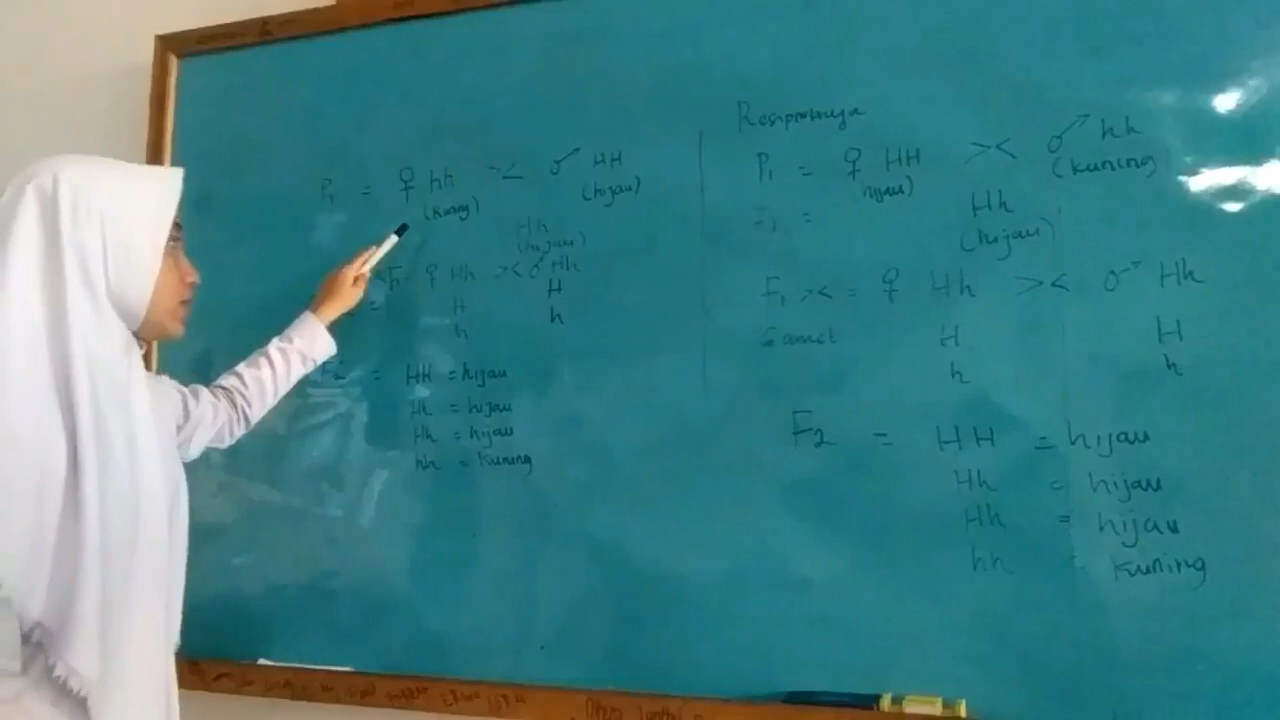 P1 = ♀ hh >< ♂ HH
(Kuning) (hijau)
Hh
(hijau)
F1 ♀ Hh >< ♂ Hh
= H H
h h
F2 = HH = hijau
Hh = hijau
Hh = hijau
hh = Kuning
Resiproknya
P1 = ♀ HH >< ♂ hh
hijau) (Kuning)
F1 = Hh
(hijau)
F1 >< = ♀ Hh >< ♂ Hh
Gamet H H
h h
F2 = HH = hijau
Hh = hijau
Hh = hijau
hh = Kuning